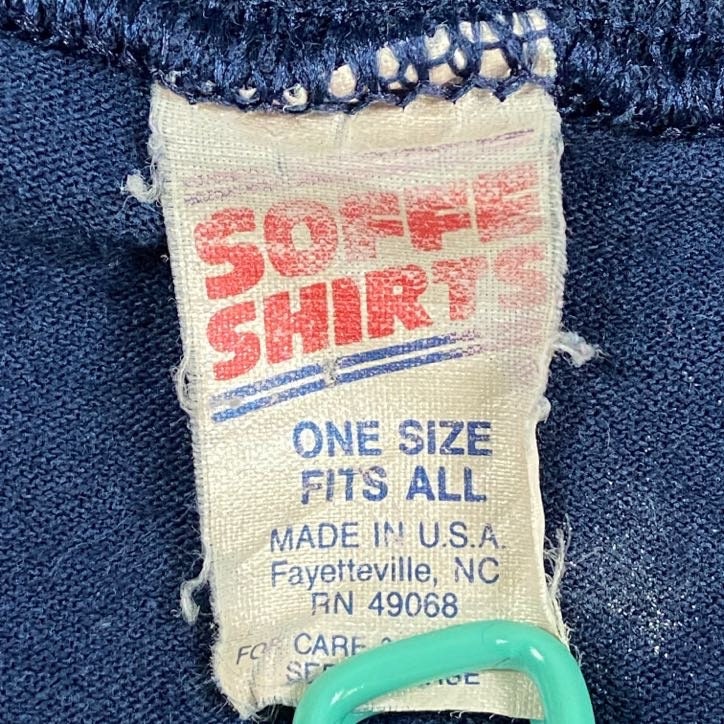 SOFFE
SHIRTS
ONE SIZE
FITS ALL
MADE IN U.S.A.
Fayetteville, NC
RN 49068
FOR CARE